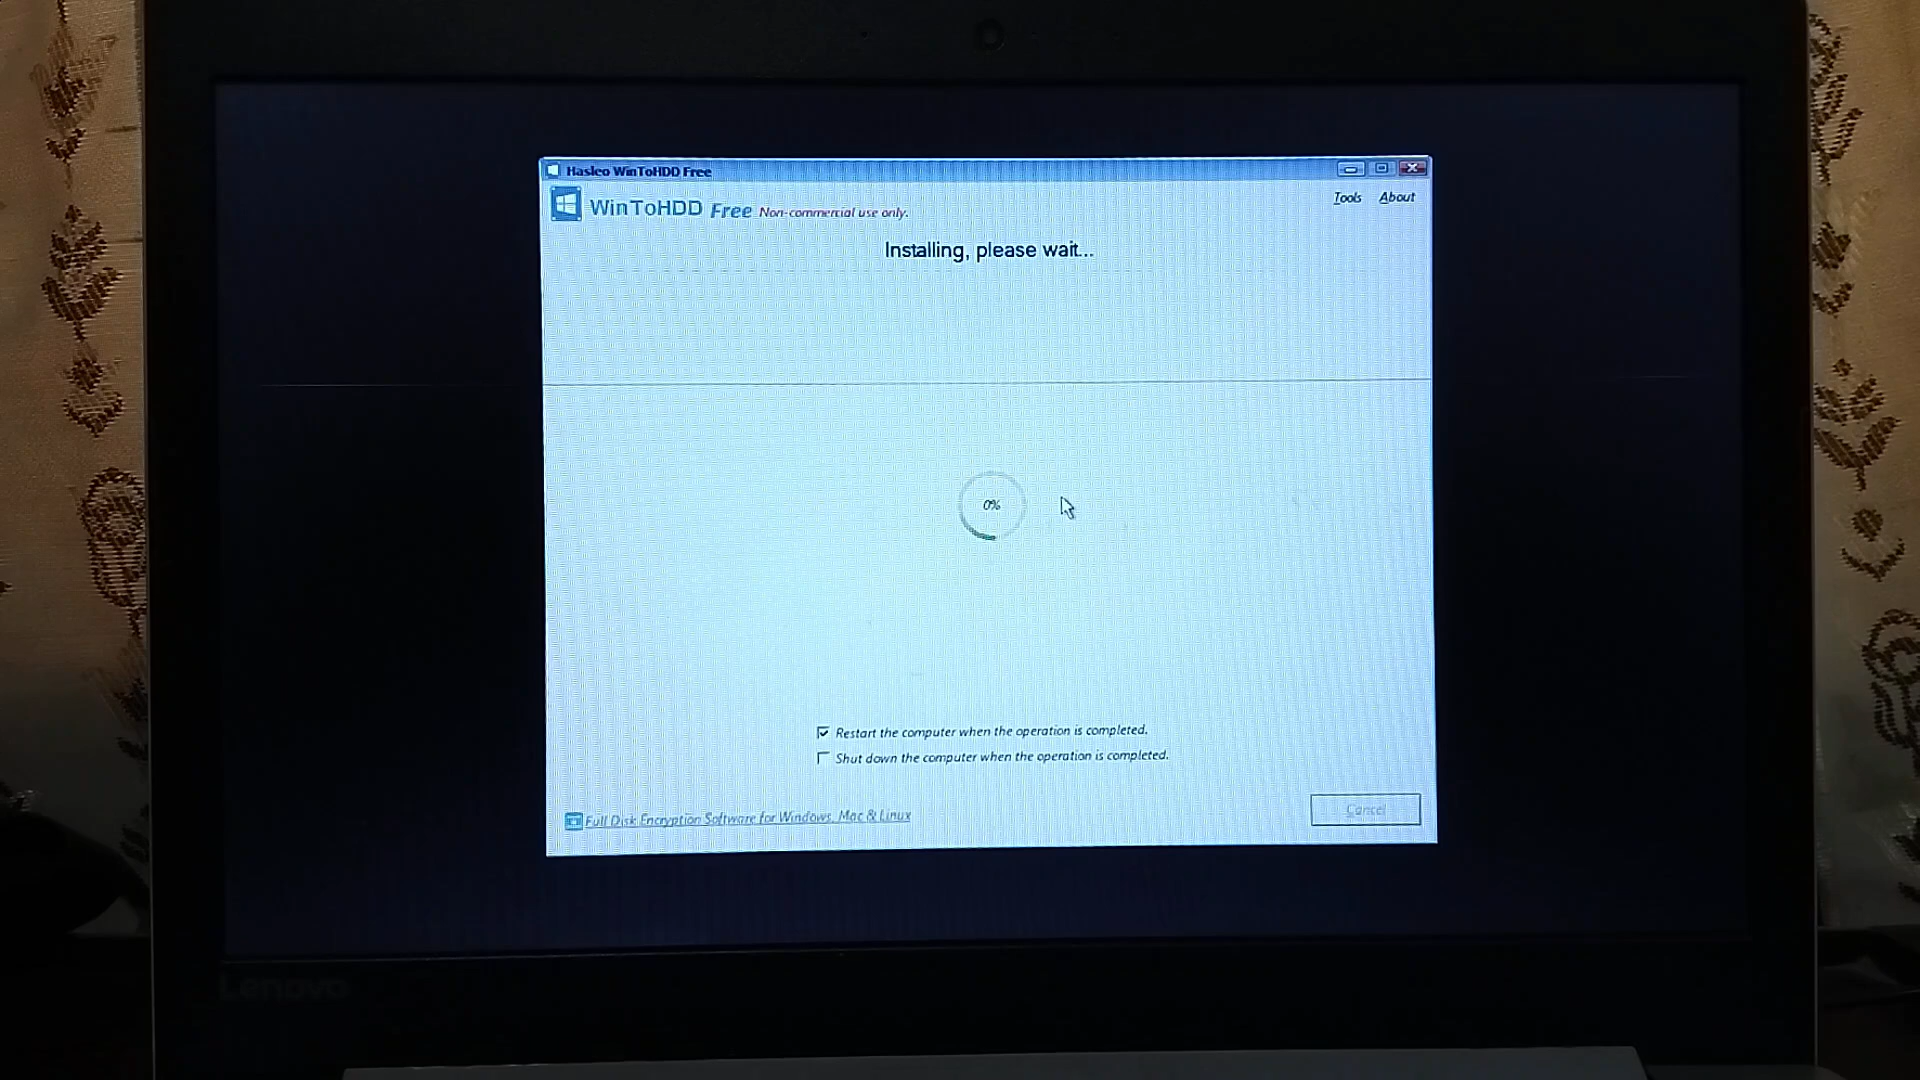 Hasleo WinToHDD Free
WinToHDD Free Non-commercial use only.
Tools About
Installing, please wait...
0%
Restart the computer when the operation is completed.
Shut down the computer when the operation is completed.
Full Disk Encryption Software for Windows, Mac & Linux
Cancel
Lenovo